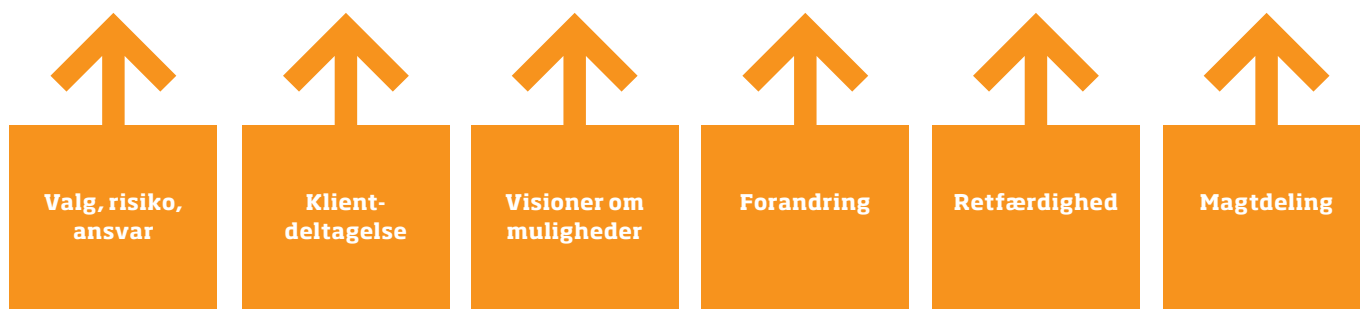 Valg, risiko,
ansvar
Klient-
deltagelse
Visioner om
muligheder
Forandring
Retfærdighed
Magtdeling